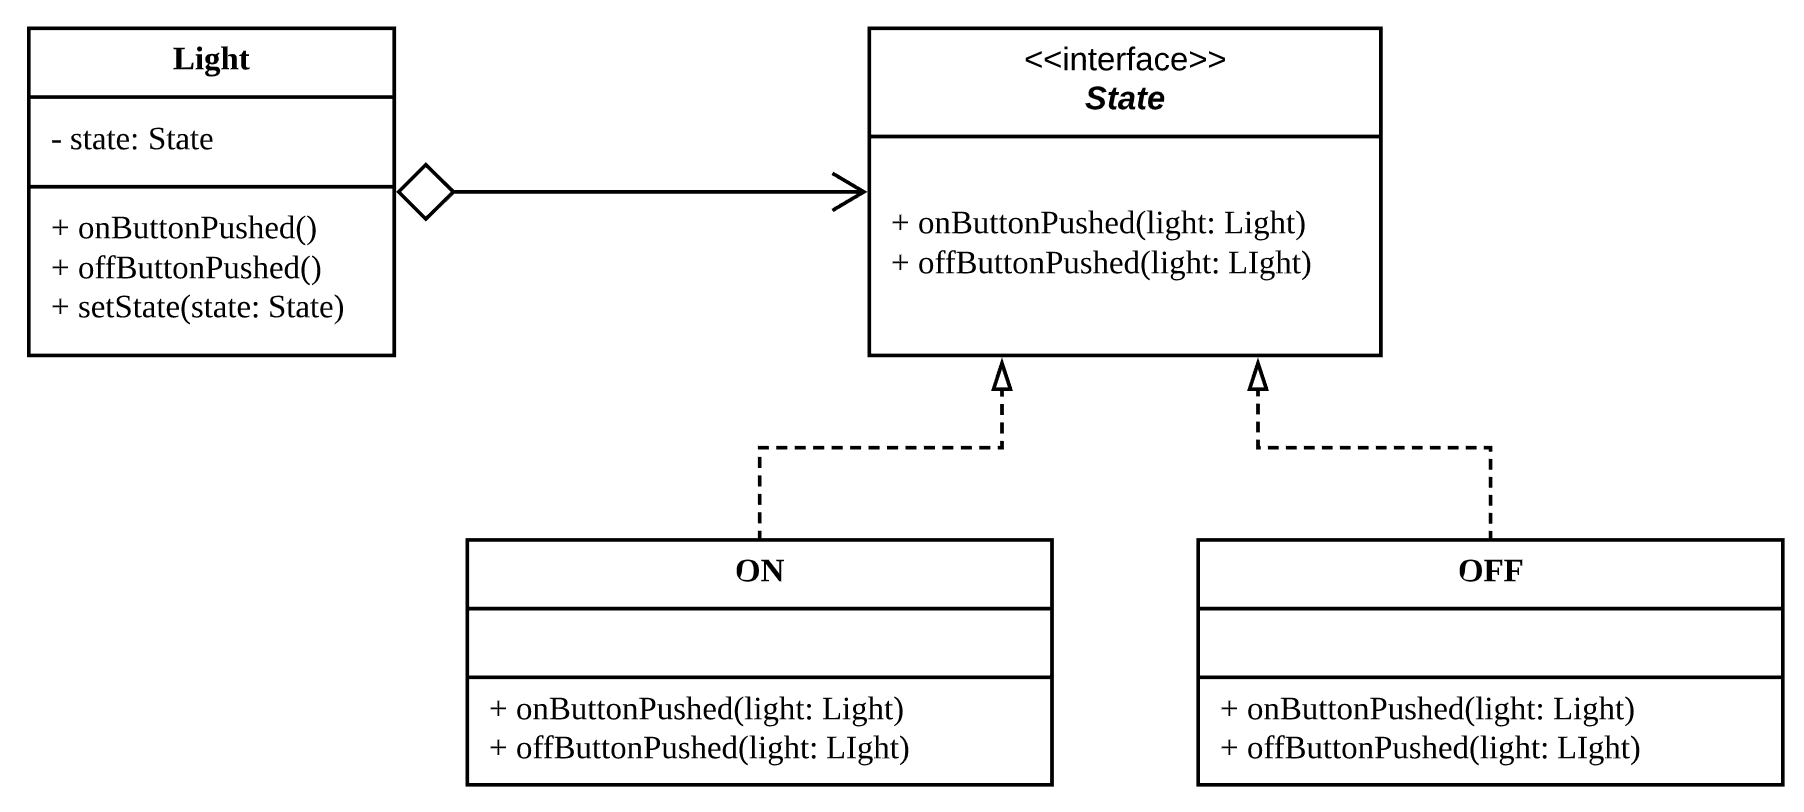 Light
- state: State
+ onButtonPushed()
+ offButtonPushed()
+ setState(state: State)
<<interface>>
State
+ onButtonPushed(light: Light)
+ offButtonPushed(light: LIght)
ON
+ onButtonPushed(light: Light)
+ offButtonPushed(light: LIght)
OFF
+ onButtonPushed(light: Light)
+ offButtonPushed(light: LIght)